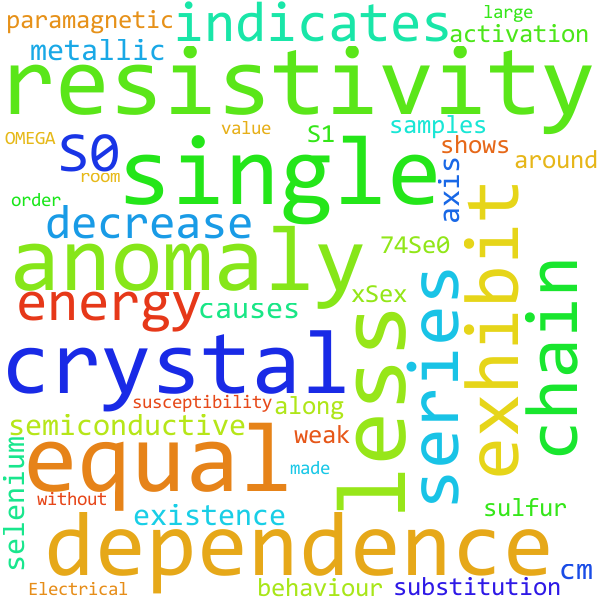 paramagnetic
indicates
large
activation
metallic
resistivity
OMEGA
S0
value
S1
samples
shows
around
room
single
axis
order
decrease
anomaly
74Se0
exhibit
energy
causes
xSex
series
chain
crystal
less
susceptibility
along
semiconductive
weak
equal
selenium
made
without
existence
sulfur
dependence
cm
Electrical
behaviour
substitution